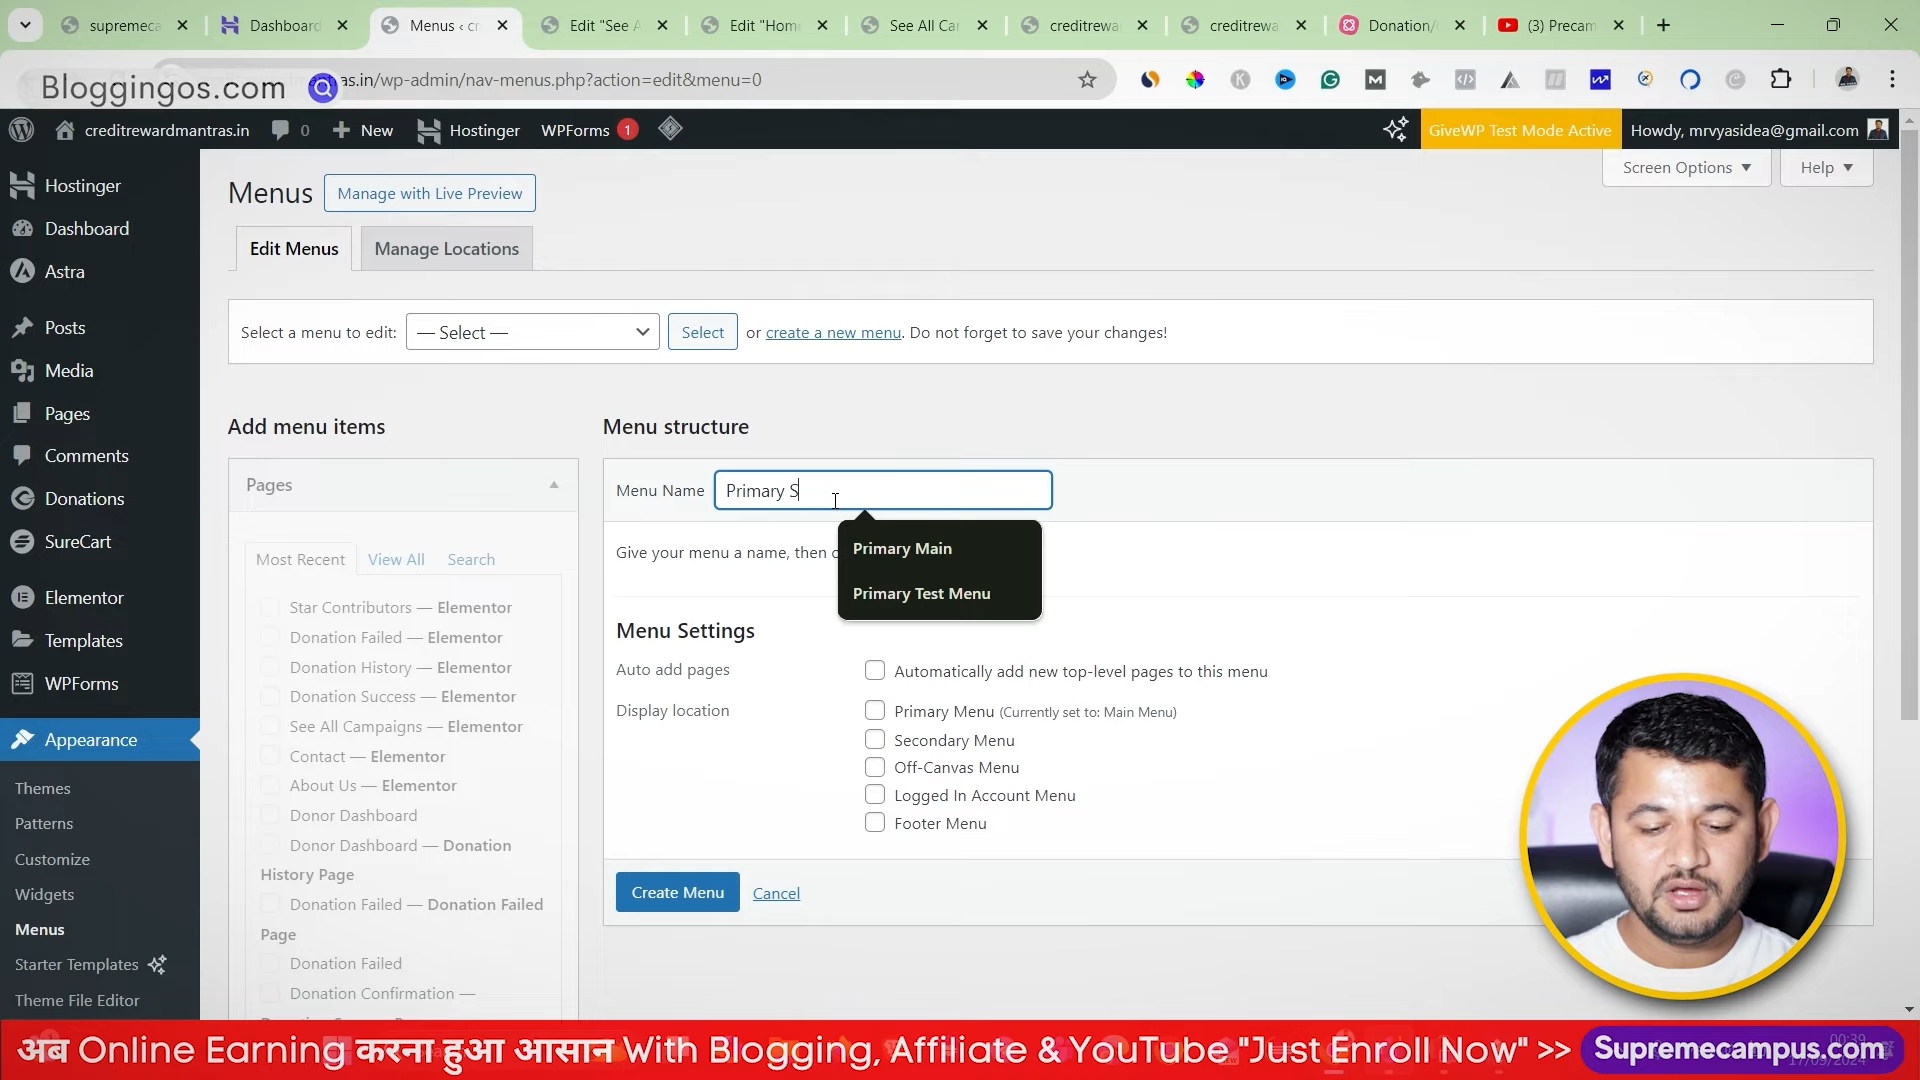 supremeca
Dashboard
Menus ‹ cr
Edit "See A
Edit "Home
See All Car
creditrewa
creditrewa
Donation/
(3) Precam
Bloggingos.com
as.in/wp-admin/nav-menus.php?action=edit&menu=0
creditrewardmantras.in
0
New
Hostinger
WPForms 1
GiveWP Test Mode Active
Howdy, mrvyasidea@gmail.com
Screen Options
Help
Hostinger
Dashboard
Astra
Posts
Media
Pages
Comments
Donations
SureCart
Elementor
Templates
WPForms
Appearance
Themes
Patterns
Customize
Widgets
Menus
Starter Templates
Theme File Editor
Menus
Manage with Live Preview
Edit Menus
Manage Locations
Select a menu to edit: — Select — Select or create a new menu. Do not forget to save your changes!
Add menu items
Pages
Most Recent View All Search
Star Contributors — Elementor
Donation Failed — Elementor
Donation History — Elementor
Donation Success — Elementor
See All Campaigns — Elementor
Contact — Elementor
About Us — Elementor
Donor Dashboard
Donor Dashboard — Donation
History Page
Donation Failed — Donation Failed
Page
Donation Failed
Donation Confirmation —
Menu structure
Menu Name Primary S
Primary Main
Primary Test Menu
Give your menu a name, then
Menu Settings
Auto add pages
Automatically add new top-level pages to this menu
Display location
Primary Menu (Currently set to: Main Menu)
Secondary Menu
Off-Canvas Menu
Logged In Account Menu
Footer Menu
Create Menu
Cancel
अब Online Earning करना हुआ आसान With Blogging, Affiliate & YouTube "Just Enroll Now" >>
Supremecampus.com